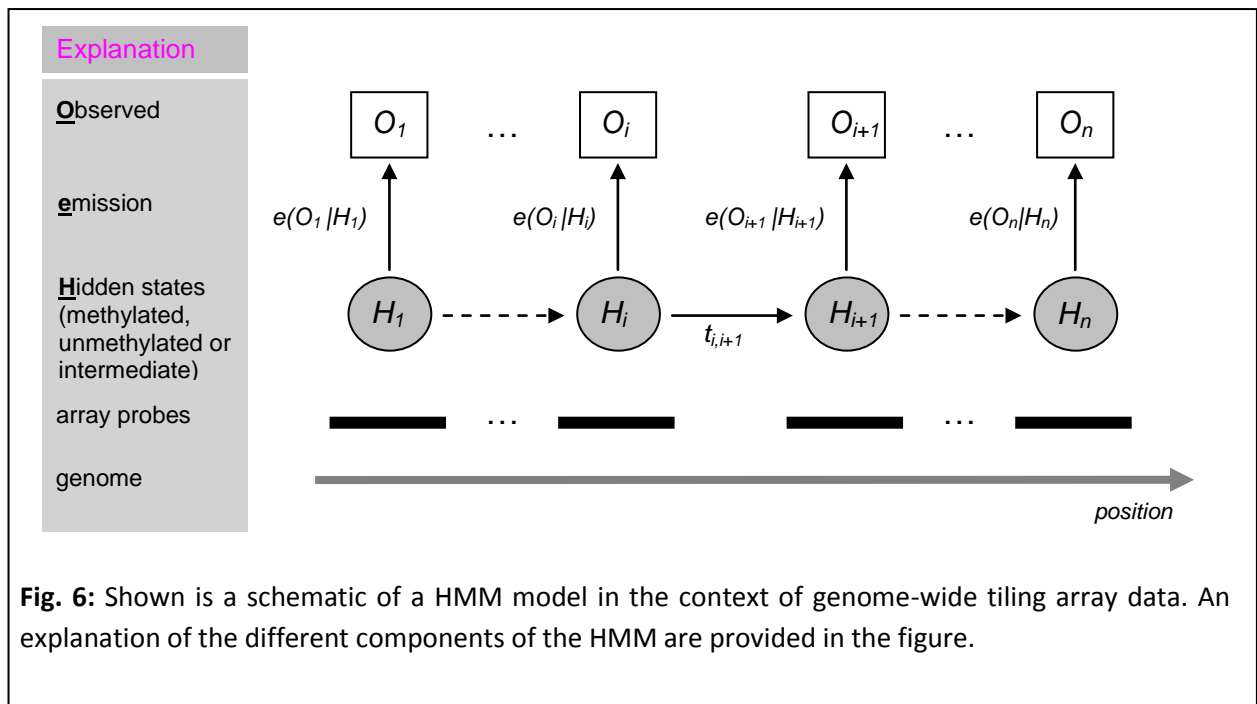 Explanation
Observed
O1 ... Oi Oi+1 ... On
emission
e(O1 |H1) e(Oi |Hi) e(Oi+1 |Hi+1) e(On|Hn)
Hidden states
(methylated,
unmethylated or
intermediate)
H1 Hi Hi+1 Hn
ti,i+1
array probes
... ...
genome
position
Fig. 6: Shown is a schematic of a HMM model in the context of genome-wide tiling array data. An
explanation of the different components of the HMM are provided in the figure.